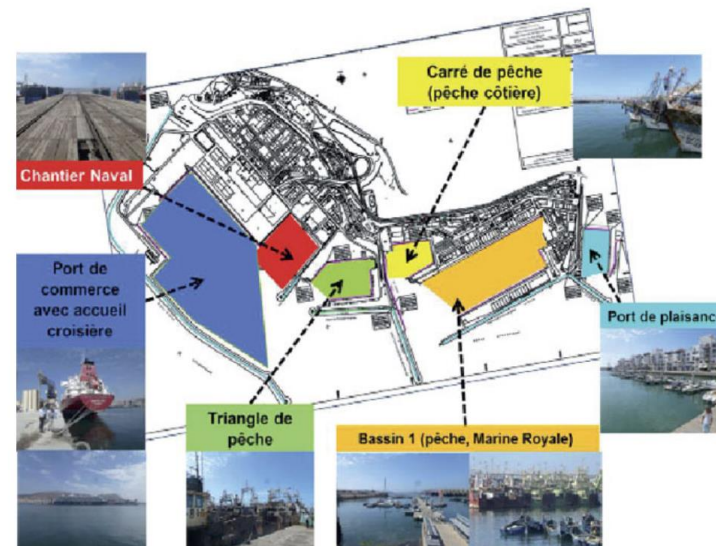 Carré de pêche
(pêche côtière)
Chantier Naval
Port de
commerce
avec accueil
croisière
Port de plaisanc
Triangle de
pêche
Bassin 1 (pêche, Marine Royale)